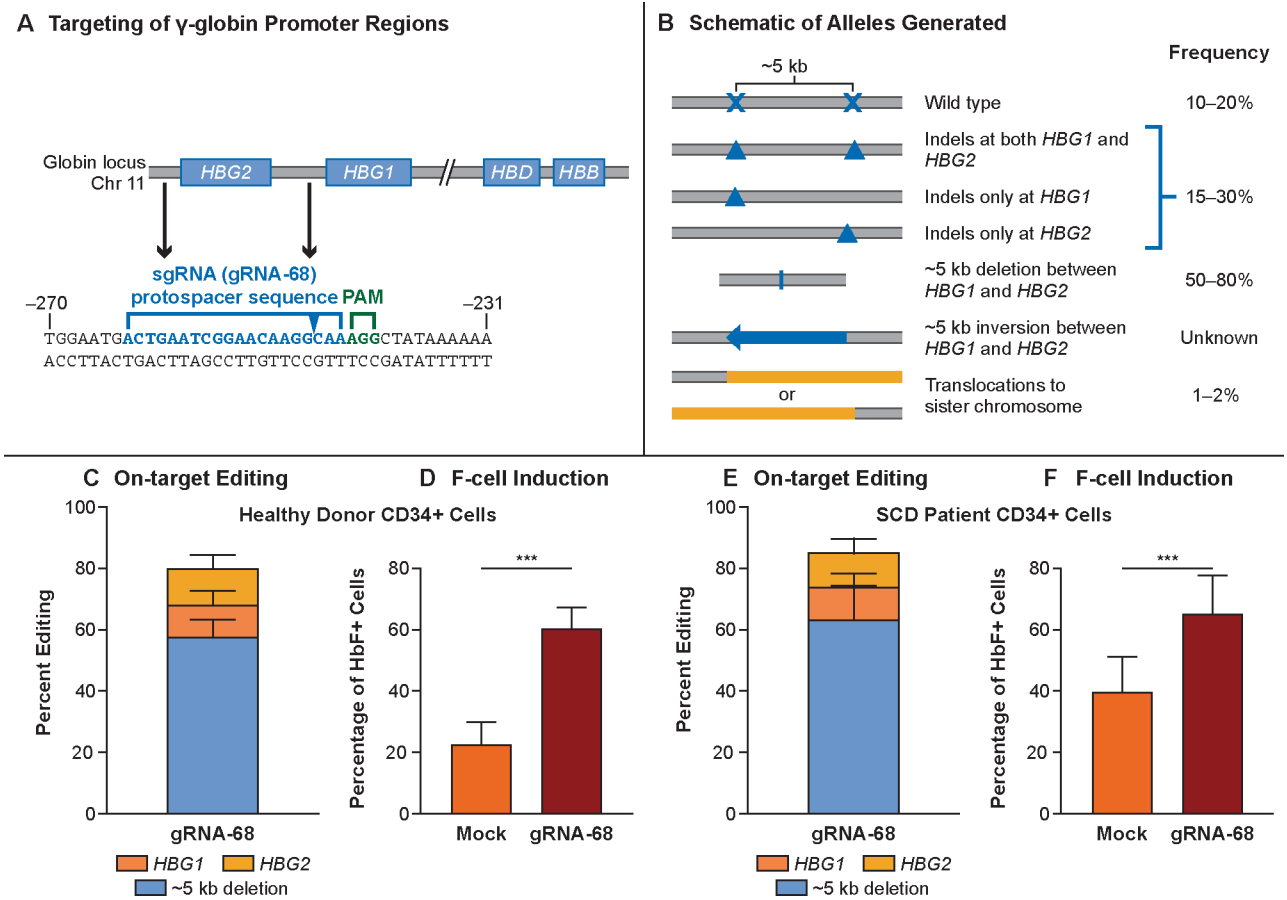 A Targeting of γ-globin Promoter Regions
Globin locus
Chr 11
HBG2
HBG1
HBD
HBB
sgRNA (gRNA-68)
protospacer sequence PAM
–270
–231
TGGAATGACTGAATCGGAACAAGGCAAAGGCTATAAAAAA
ACCTTACTGACTTAGCCTTGTTCCGTTTCCGATATTTTTT
B Schematic of Alleles Generated
Frequency
~5 kb
Wild type
10–20%
Indels at both HBG1 and
HBG2
Indels only at HBG1
15–30%
Indels only at HBG2
~5 kb deletion between
HBG1 and HBG2
50–80%
~5 kb inversion between
HBG1 and HBG2
Unknown
or
Translocations to
sister chromosome
1–2%
C On-target Editing
D F-cell Induction
Healthy Donor CD34+ Cells
Percent Editing
100
80
60
40
20
0
gRNA-68
HBG1
HBG2
~5 kb deletion
Percentage of HbF+ Cells
100
80
60
40
20
0
***
Mock
gRNA-68
E On-target Editing
F F-cell Induction
SCD Patient CD34+ Cells
Percent Editing
100
80
60
40
20
0
gRNA-68
HBG1
HBG2
~5 kb deletion
Percentage of HbF+ Cells
100
80
60
40
20
0
***
Mock
gRNA-68